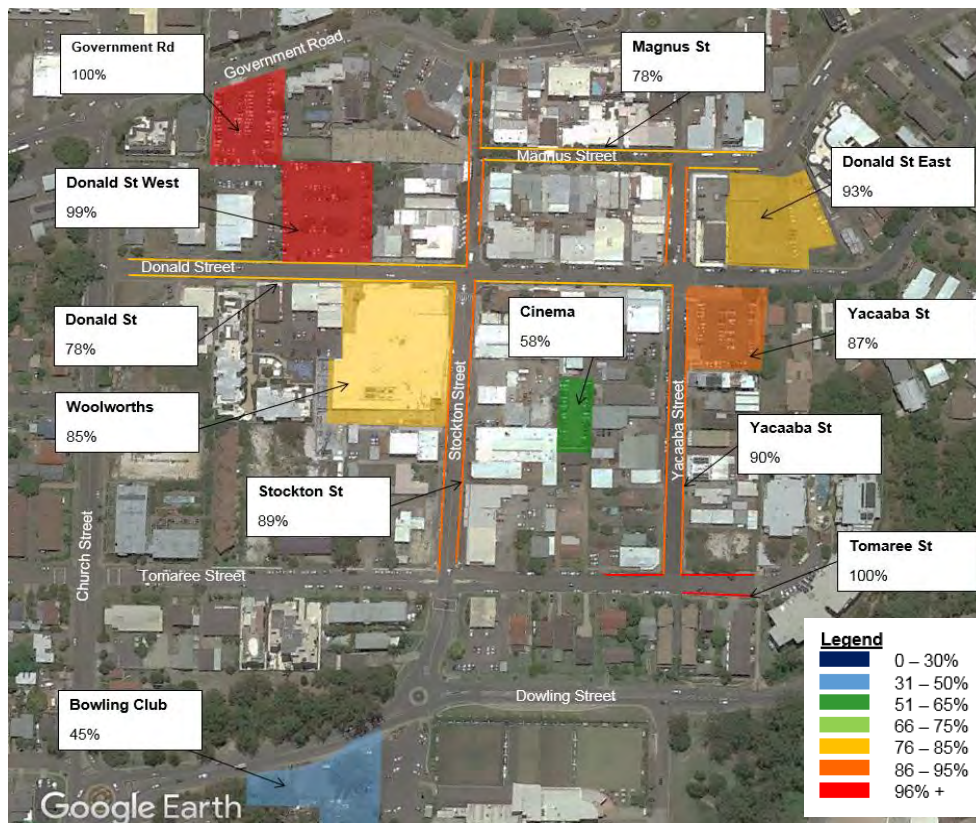 Government Rd
100%
Government Road
Magnus St
78%
Magnus Street
Donald St East
93%
Donald St West
99%
Donald Street
Donald St
78%
Cinema
58%
Yacaaba St
87%
Woolworths
85%
Stockton Street
Yacaaba Street
Yacaaba St
90%
Stockton St
89%
Church Street
Tomaree Street
Tomaree St
100%
Legend
0 – 30%
31 – 50%
51 – 65%
66 – 75%
76 – 85%
86 – 95%
96% +
Dowling Street
Bowling Club
45%
Google Earth